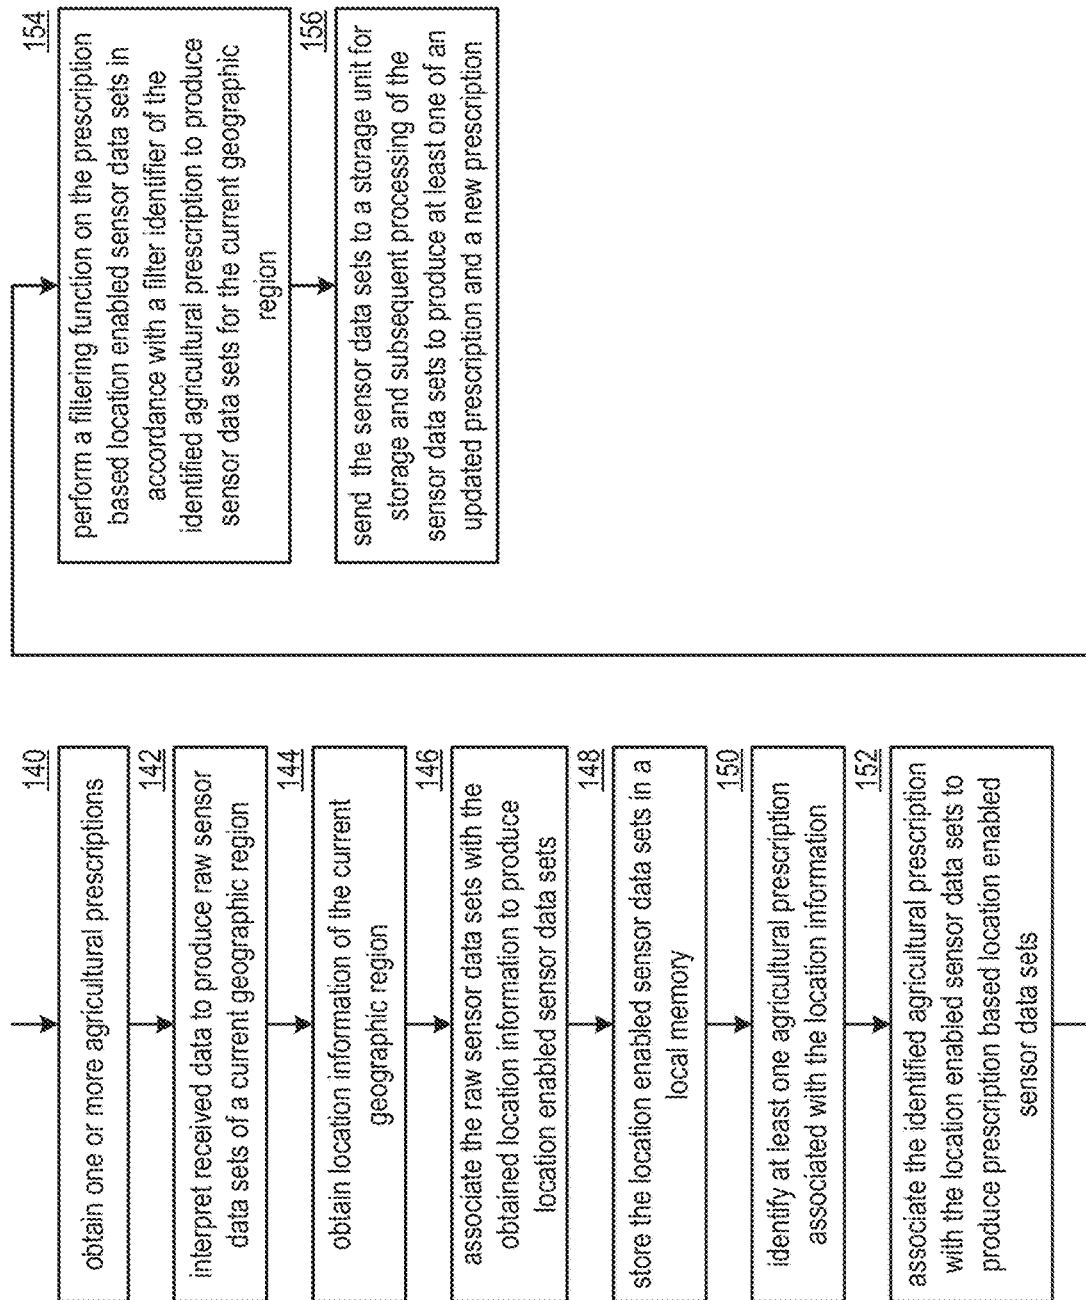 140
obtain one or more agricultural prescriptions
142
interpret received data to produce raw sensor
data sets of a current geographic region
144
obtain location information of the current
geographic region
146
associate the raw sensor data sets with the
obtained location information to produce
location enabled sensor data sets
148
store the location enabled sensor data sets in a
local memory
150
identify at least one agricultural prescription
associated with the location information
152
associate the identified agricultural prescription
with the location enabled sensor data sets to
produce prescription based location enabled
sensor data sets
154
perform a filtering function on the prescription
based location enabled sensor data sets in
accordance with a filter identifier of the
identified agricultural prescription to produce
sensor data sets for the current geographic
region
156
send the sensor data sets to a storage unit for
storage and subsequent processing of the
sensor data sets to produce at least one of an
updated prescription and a new prescription